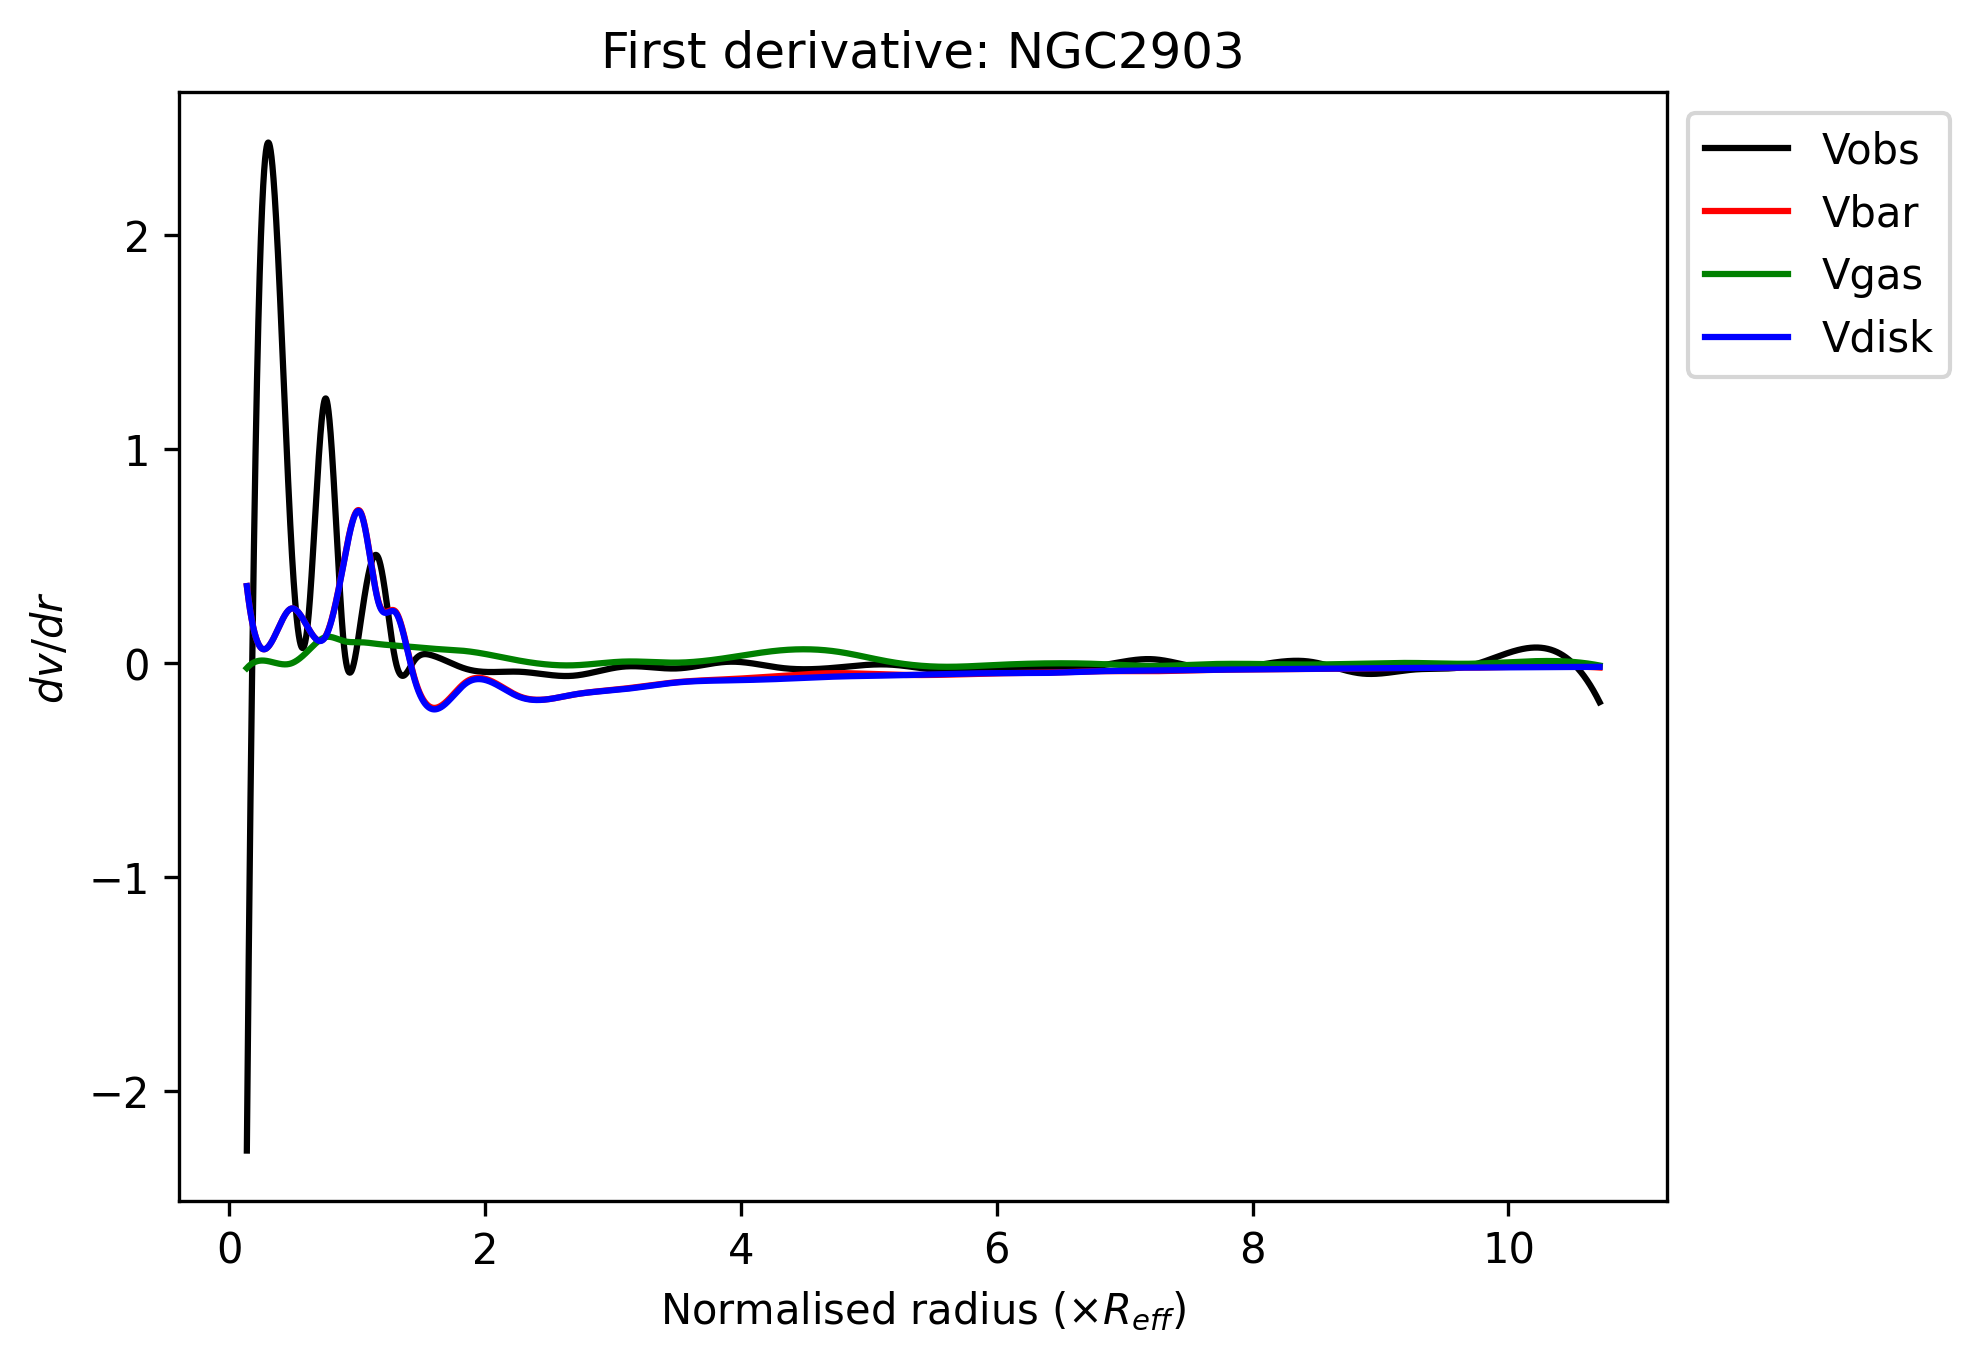 First derivative: NGC2903
Vobs
Vbar
Vgas
Vdisk
dv/dr
2
1
0
−1
−2
0 2 4 6 8 10
Normalised radius (×R_eff)